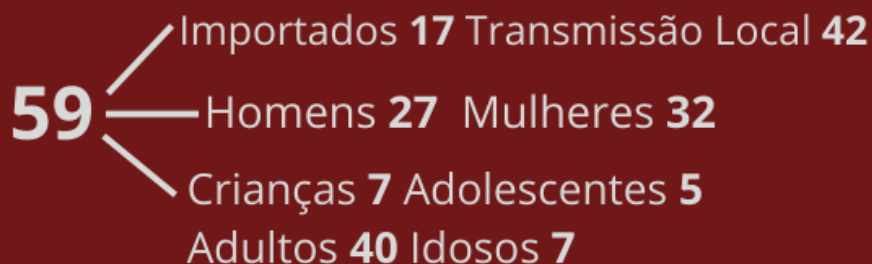 Importados 17 Transmissão Local 42
59
Homens 27 Mulheres 32
Crianças 7 Adolescentes 5
Adultos 40 Idosos 7